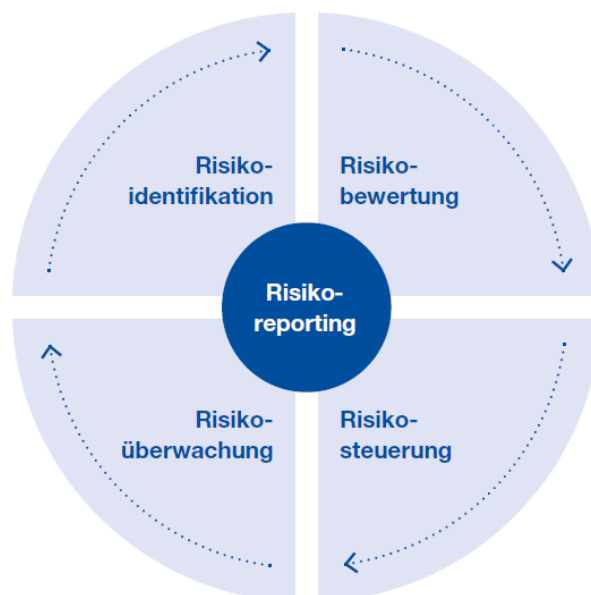 Risiko-
identifikation
Risiko-
bewertung
Risiko-
reporting
Risiko-
überwachung
Risiko-
steuerung